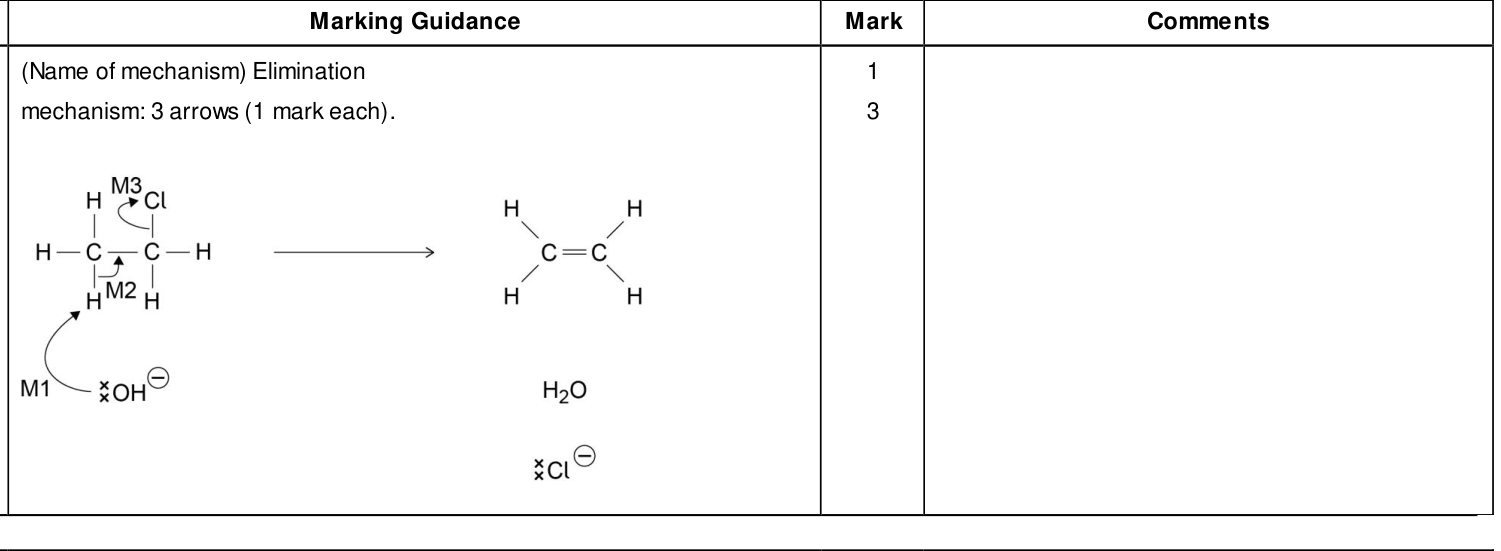 Marking Guidance Mark Comments
(Name of mechanism) Elimination 1
mechanism: 3 arrows (1 mark each). 3
M3
H Cl
H H
H C C H C C
M2
H H H H
M1 OH⊖ H₂O
Cl⊖